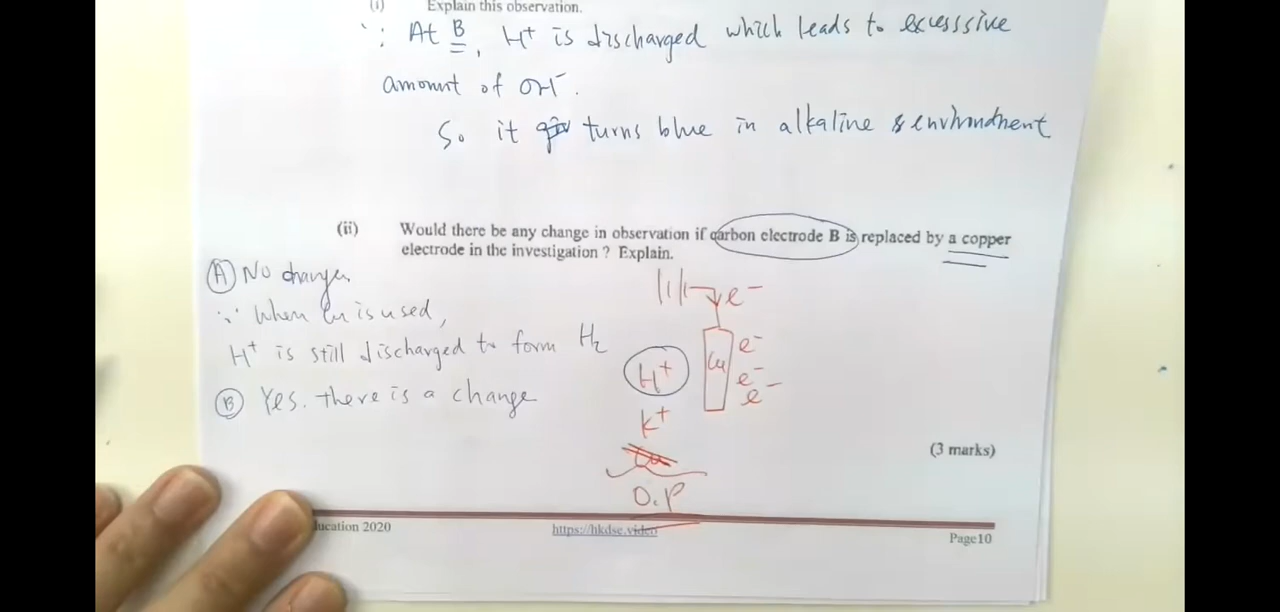 (i) Explain this observation.
∵ At B, H⁺ is discharged which leads to excesssive
amount of OH⁻.
So it turns blue in alkaline environdment
(ii) Would there be any change in observation if carbon electrode B is replaced by a copper
electrode in the investigation ? Explain.
Ⓐ No change,
∵ When Cu is used,
H⁺ is still discharged to form H₂
Ⓑ Yes. there is a change
e⁻
Cu
e⁻
e⁻
e⁻
H⁺
K⁺
O.P
(3 marks)
ducation 2020
https://hkdse.video
Page10